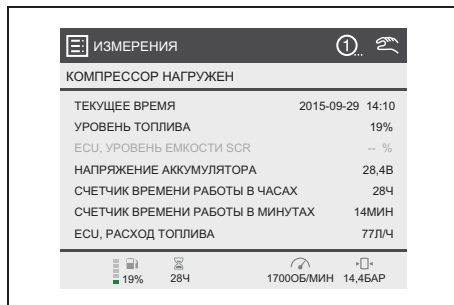 ИЗМЕРЕНИЯ 1...
КОМПРЕССОР НАГРУЖЕН
ТЕКУЩЕЕ ВРЕМЯ 2015-09-29 14:10
УРОВЕНЬ ТОПЛИВА 19%
ECU, УРОВЕНЬ ЕМКОСТИ SCR -- %
НАПРЯЖЕНИЕ АККУМУЛЯТОРА 28,4В
СЧЕТЧИК ВРЕМЕНИ РАБОТЫ В ЧАСАХ 28Ч
СЧЕТЧИК ВРЕМЕНИ РАБОТЫ В МИНУТАХ 14МИН
ECU, РАСХОД ТОПЛИВА 77Л/Ч
19% 28Ч 1700ОБ/МИН 14,4БАР